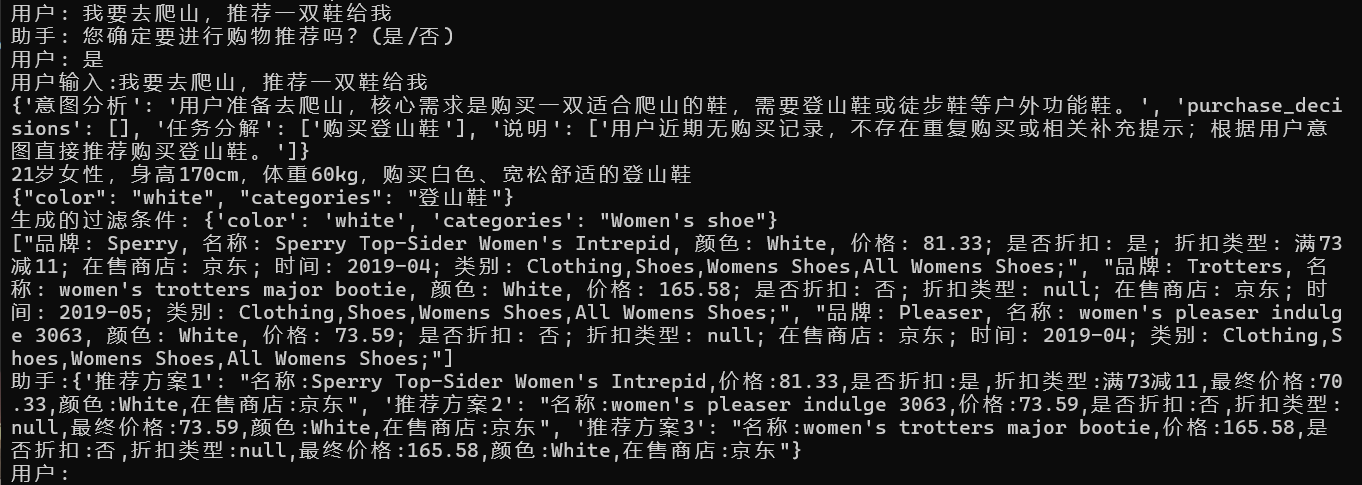 用户: 我要去爬山，推荐一双鞋给我
助手: 您确定要进行购物推荐吗? (是/否)
用户: 是
用户输入:我要去爬山，推荐一双鞋给我
{'意图分析': '用户准备去爬山，核心需求是购买一双适合爬山的鞋，需要登山鞋或徒步鞋等户外功能鞋。', 'purchase_deci
sions': [], '任务分解': ['购买登山鞋'], '说明': ['用户近期无购买记录，不存在重复购买或相关补充提示；根据用户意
图直接推荐购买登山鞋。']}
21岁女性，身高170cm，体重60kg，购买白色、宽松舒适的登山鞋
{"color": "white", "categories": "登山鞋"}
生成的过滤条件: {'color': 'white', 'categories': "Women's shoe"}
["品牌: Sperry, 名称: Sperry Top-Sider Women's Intrepid, 颜色: White, 价格: 81.33; 是否折扣: 是; 折扣类型: 满73
减11; 在售商店: 京东; 时间: 2019-04; 类别: Clothing,Shoes,Womens Shoes,All Womens Shoes;", "品牌: Trotters, 名
称: women's trotters major bootie, 颜色: White, 价格: 165.58; 是否折扣: 否; 折扣类型: null; 在售商店: 京东; 时
间: 2019-05; 类别: Clothing,Shoes,Womens Shoes,All Womens Shoes;", "品牌: Pleaser, 名称: women's pleaser indulg
e 3063, 颜色: White, 价格: 73.59; 是否折扣: 否; 折扣类型: null; 在售商店: 京东; 时间: 2019-04; 类别: Clothing,S
hoes,Womens Shoes,All Womens Shoes;"]
助手:{'推荐方案1': "名称:Sperry Top-Sider Women's Intrepid,价格:81.33,是否折扣:是,折扣类型:满73减11,最终价格:70
.33,颜色:White,在售商店:京东", '推荐方案2': "名称:women's pleaser indulge 3063,价格:73.59,是否折扣:否,折扣类型:
null,最终价格:73.59,颜色:White,在售商店:京东", '推荐方案3': "名称:women's trotters major bootie,价格:165.58,是
否折扣:否,折扣类型:null,最终价格:165.58,颜色:White,在售商店:京东"}
用户: